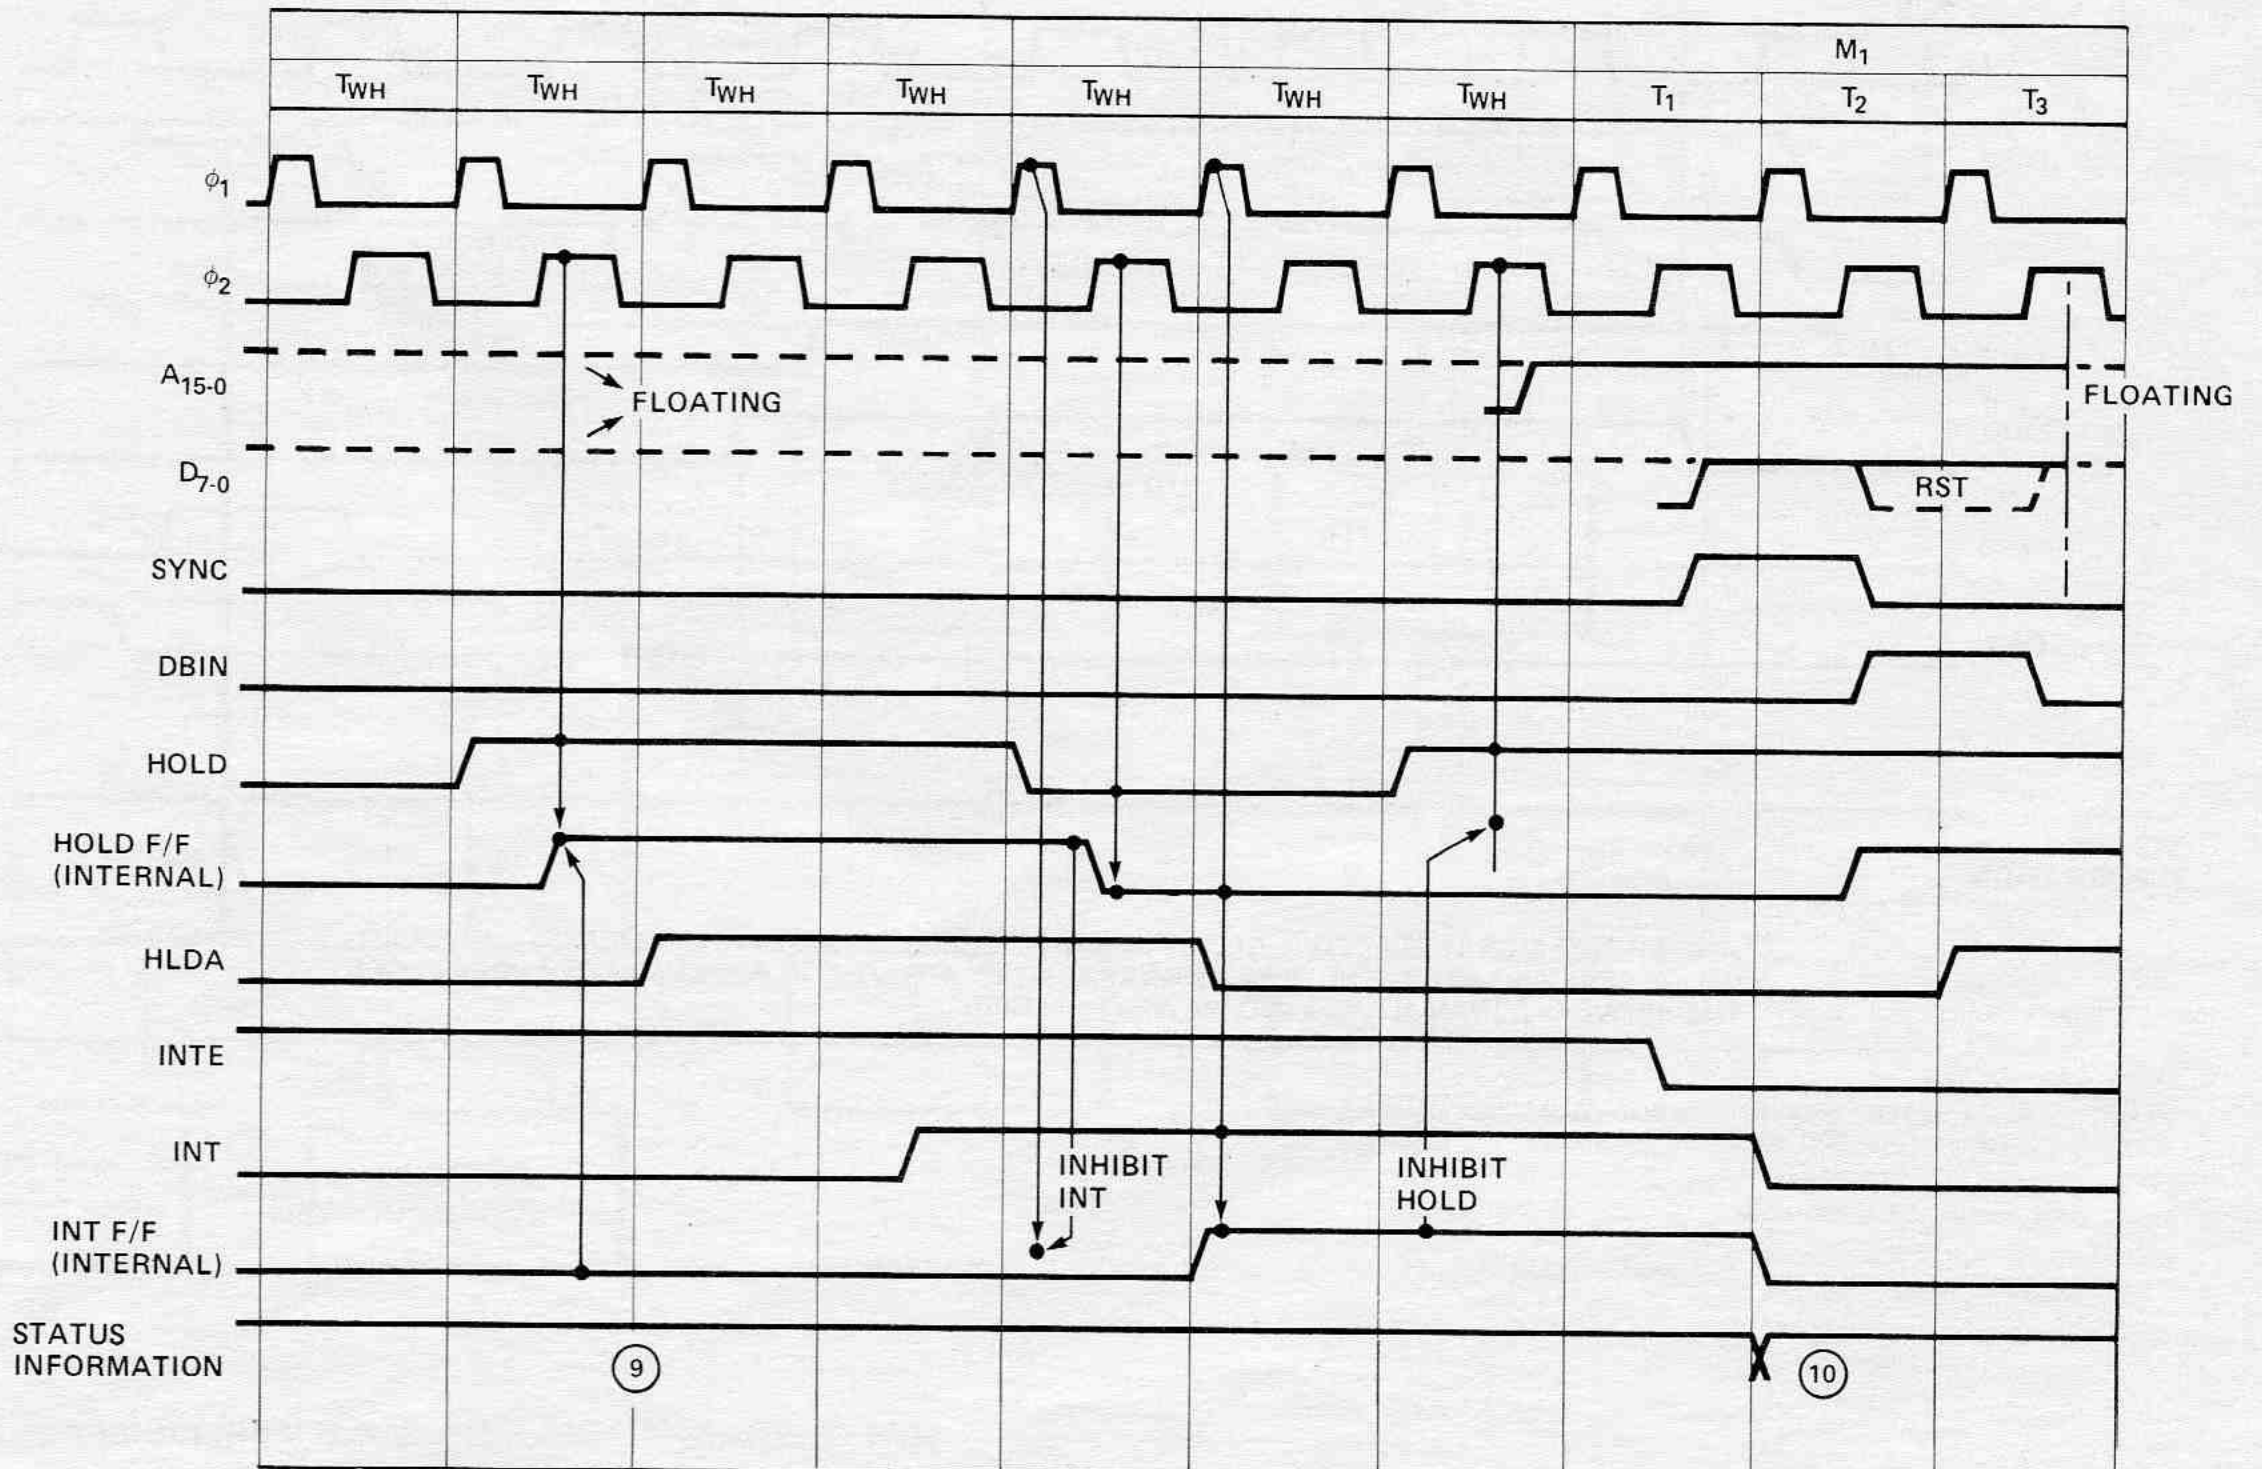 M₁
TWH TWH TWH TWH TWH TWH TWH T₁ T₂ T₃
ϕ₁
ϕ₂
A₁₅₋₀
FLOATING
FLOATING
D₇₋₀
RST
SYNC
DBIN
HOLD
HOLD F/F
(INTERNAL)
HLDA
INTE
INT
INHIBIT
INT
INHIBIT
HOLD
INT F/F
(INTERNAL)
STATUS
INFORMATION
9
10